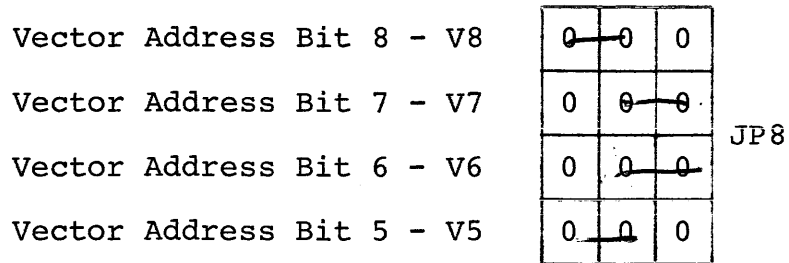 Vector Address Bit 8 - V8 0 0 0
Vector Address Bit 7 - V7 0 0 0
JP8
Vector Address Bit 6 - V6 0 0 0
Vector Address Bit 5 - V5 0 0 0